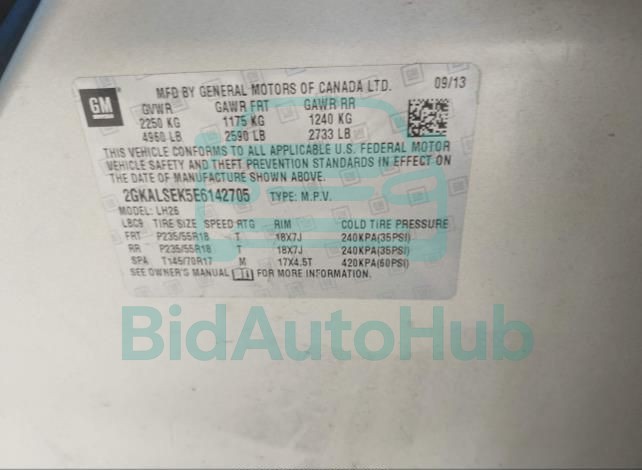 MFD BY GENERAL MOTORS OF CANADA LTD. 09/13
GM
GVWR GAWR FRT GAWR RR
2250 KG 1175 KG 1240 KG
4960 LB 2590 LB 2733 LB
THIS VEHICLE CONFORMS TO ALL APPLICABLE U.S. FEDERAL MOTOR
VEHICLE SAFETY AND THEFT PREVENTION STANDARDS IN EFFECT ON
THE DATE OF MANUFACTURE SHOWN ABOVE.
2GKALSEK5E6142705 TYPE: M.P.V.
MODEL: LH26
LBC9 TIRE SIZE SPEED RTG RIM COLD TIRE PRESSURE
FRT P235/55R18 T 18X7J 240KPA(35PSI)
RR P235/55R18 T 18X7J 240KPA(35PSI)
SPA T145/70R17 M 17X4.5T 420KPA(60PSI)
SEE OWNER'S MANUAL FOR MORE INFORMATION.
BidAutoHub